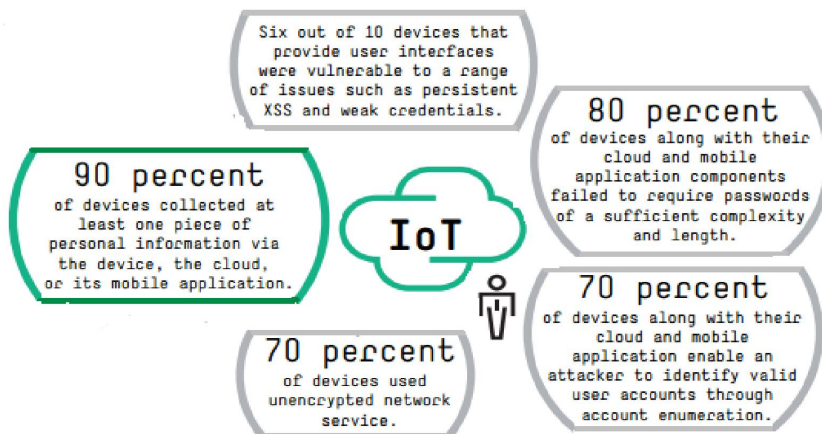 Six out of 10 devices that
provide user interfaces
were vulnerable to a range
of issues such as persistent
XSS and weak credentials.
90 percent
of devices collected at
least one piece of
personal information via
the device, the cloud,
or its mobile application.
IoT
80 percent
of devices along with their
cloud and mobile
application components
failed to require passwords
of a sufficient complexity
and length.
70 percent
of devices along with their
cloud and mobile
application enable an
attacker to identify valid
user accounts through
account enumeration.
70 percent
of devices used
unencrypted network
service.